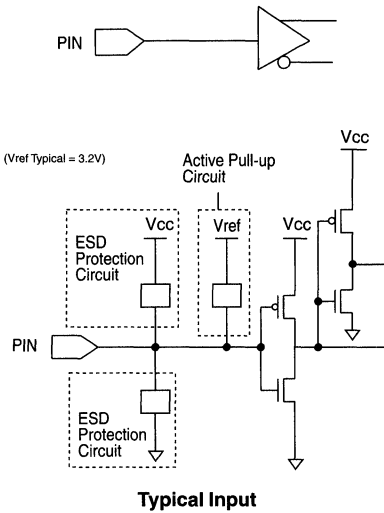 PIN
Vcc
(Vref Typical = 3.2V)
Active Pull-up
Circuit
Vcc
Vref
Vcc
ESD
Protection
Circuit
PIN
ESD
Protection
Circuit
Typical Input